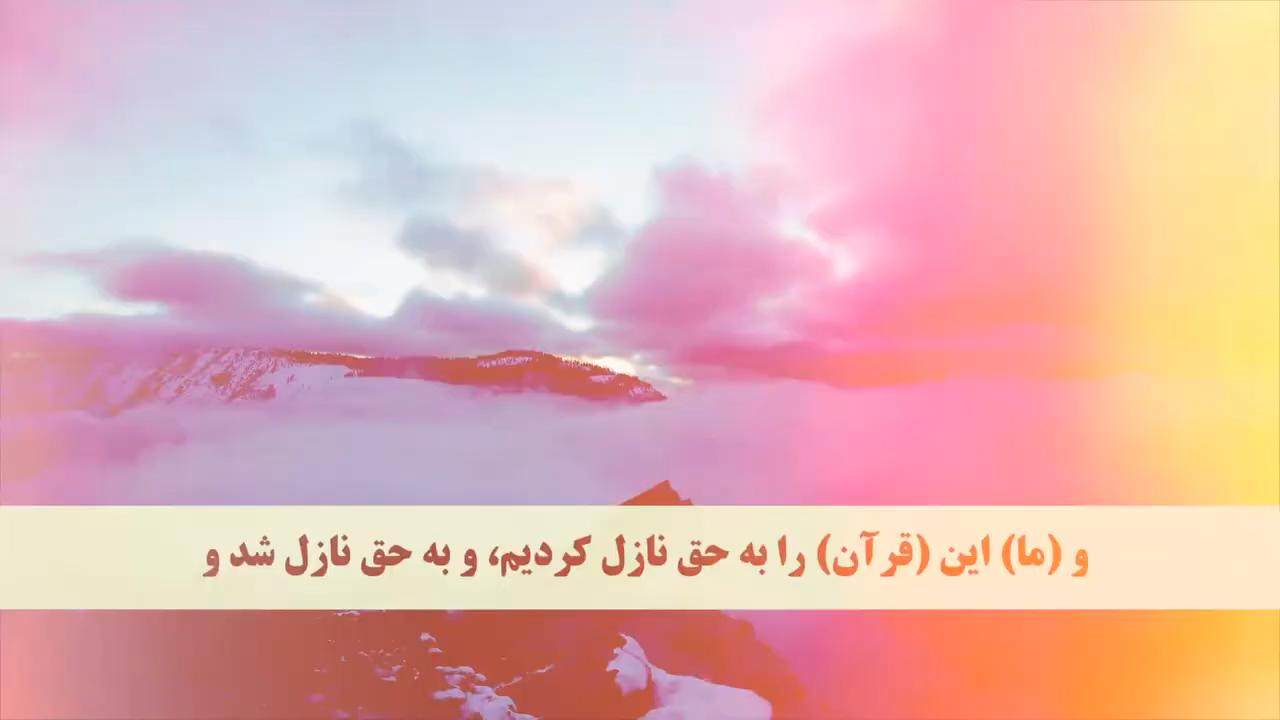 و (ما) این (قرآن) را به حق نازل کردیم، و به حق نازل شد و